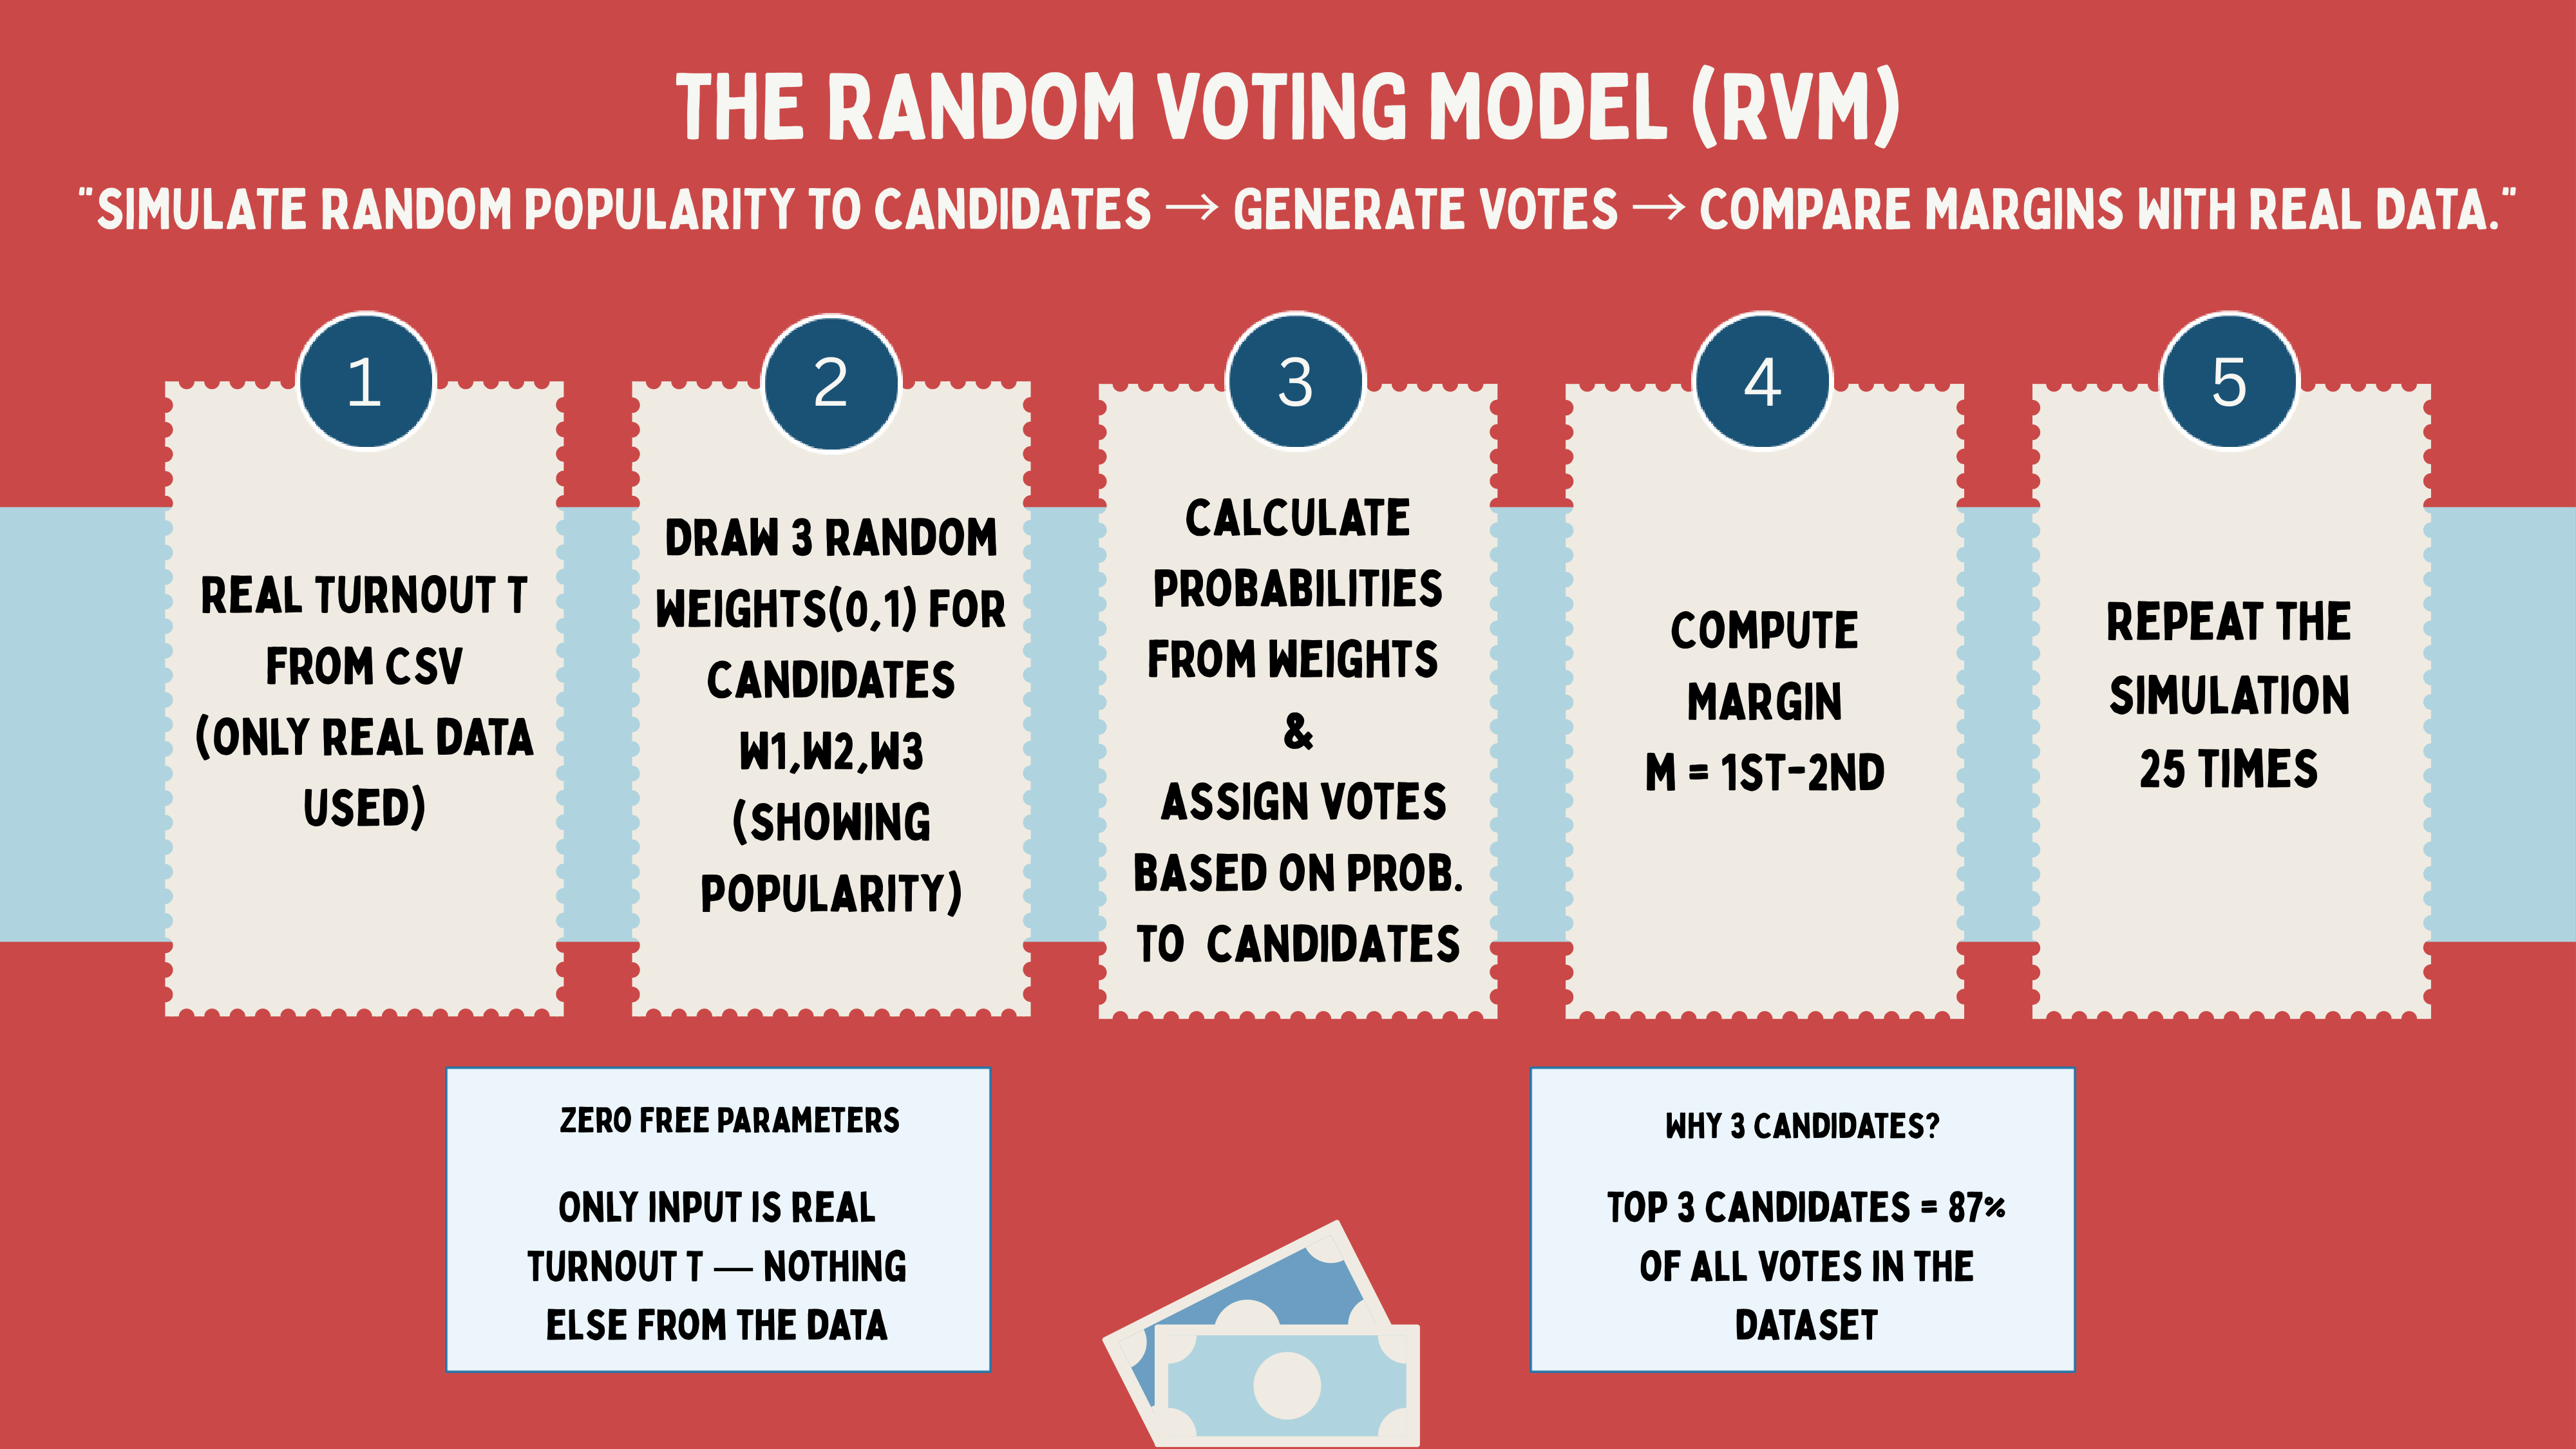 THE RANDOM VOTING MODEL (RVM)
"SIMULATE RANDOM POPULARITY TO CANDIDATES → GENERATE VOTES → COMPARE MARGINS WITH REAL DATA."
1
REAL TURNOUT T
FROM CSV
(ONLY REAL DATA
USED)
2
DRAW 3 RANDOM
WEIGHTS(0,1) FOR
CANDIDATES
W1,W2,W3
(SHOWING
POPULARITY)
3
CALCULATE
PROBABILITIES
FROM WEIGHTS
&
ASSIGN VOTES
BASED ON PROB.
TO CANDIDATES
4
COMPUTE
MARGIN
M = 1ST-2ND
5
REPEAT THE
SIMULATION
25 TIMES
ZERO FREE PARAMETERS
ONLY INPUT IS REAL
TURNOUT T — NOTHING
ELSE FROM THE DATA
WHY 3 CANDIDATES?
TOP 3 CANDIDATES = 87%
OF ALL VOTES IN THE
DATASET